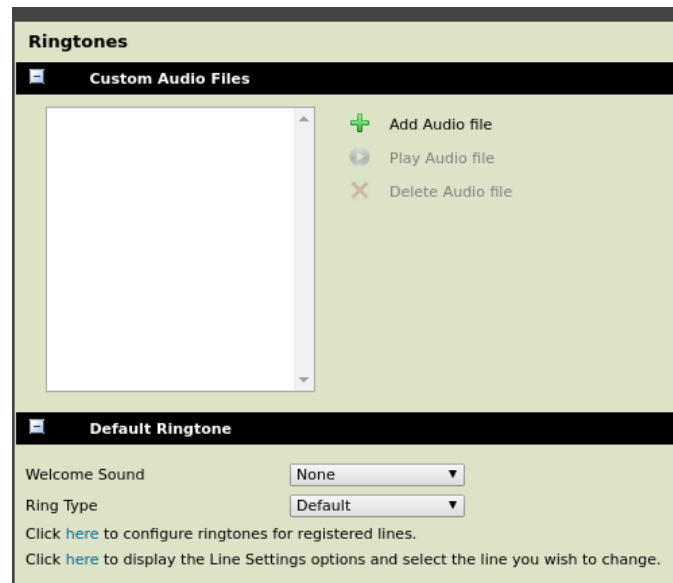 Ringtones
Custom Audio Files
Add Audio file
Play Audio file
Delete Audio file
Default Ringtone
Welcome Sound None
Ring Type Default
Click here to configure ringtones for registered lines.
Click here to display the Line Settings options and select the line you wish to change.